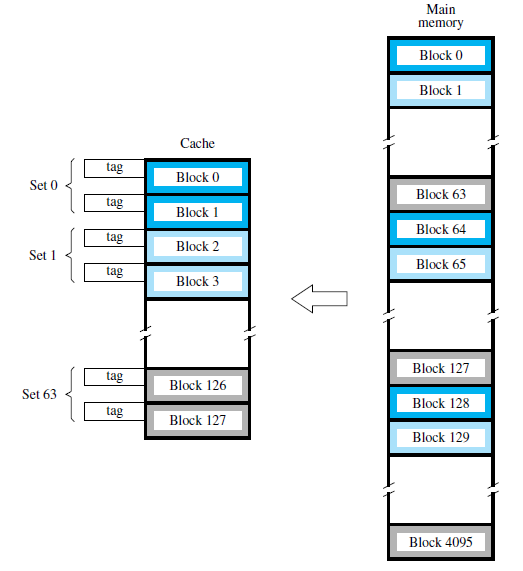 Main
memory
Block 0
Block 1
Block 63
Block 64
Block 65
Block 127
Block 128
Block 129
Block 4095
Cache
Set 0
tag
Block 0
tag
Block 1
Set 1
tag
Block 2
tag
Block 3
Set 63
tag
Block 126
tag
Block 127